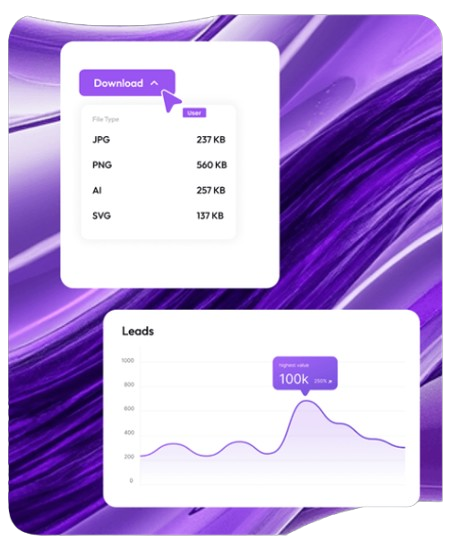 Download
User
File Type
JPG 237 KB
PNG 560 KB
AI 257 KB
SVG 137 KB
Leads
1000
800
600
400
200
0
Highest value
100k 200%